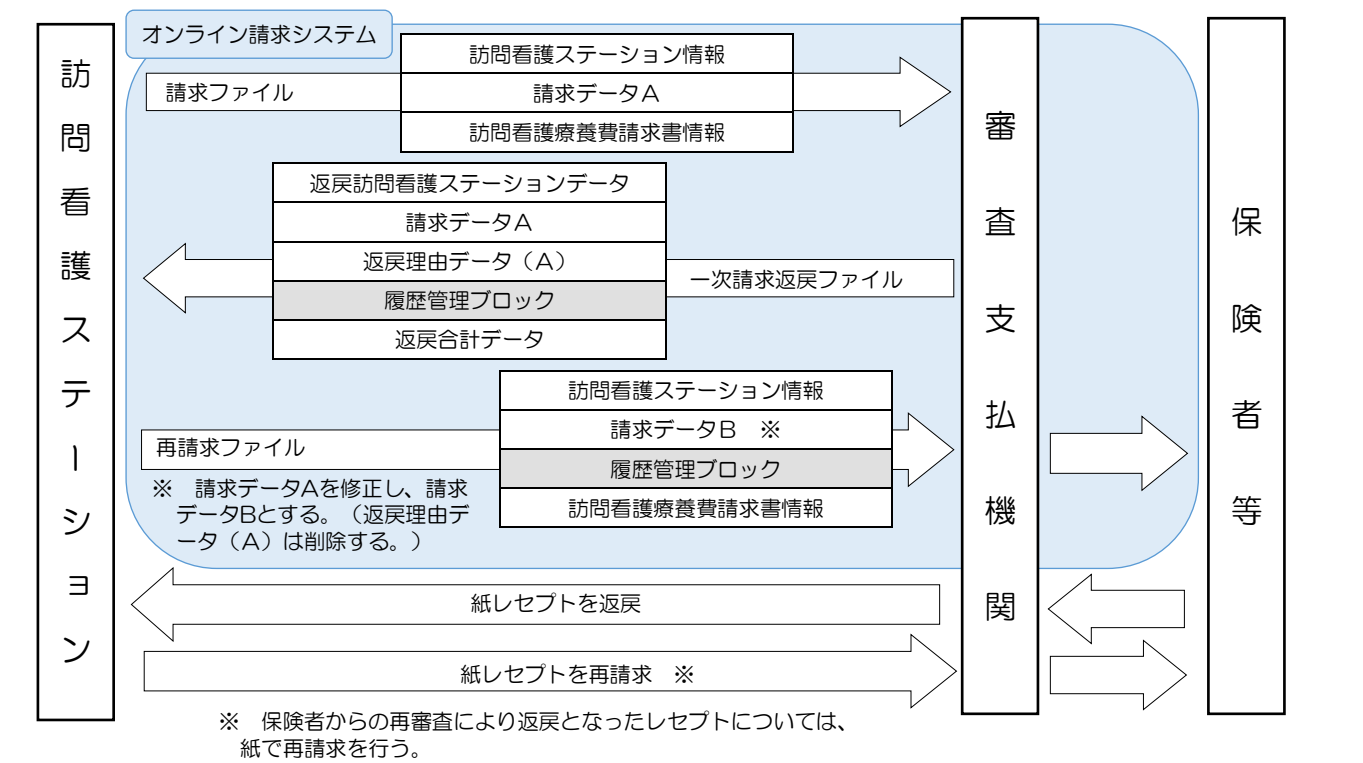 訪問看護ステーション
オンライン請求システム
請求ファイル
訪問看護ステーション情報
請求データA
訪問看護療養費請求書情報
返戻訪問看護ステーションデータ
請求データA
返戻理由データ（A）
履歴管理ブロック
返戻合計データ
一次請求返戻ファイル
訪問看護ステーション情報
請求データB　※
履歴管理ブロック
訪問看護療養費請求書情報
再請求ファイル
※　請求データAを修正し、請求
データBとする。（返戻理由デ
ータ（A）は削除する。）
紙レセプトを返戻
紙レセプトを再請求　※
※　保険者からの再審査により返戻となったレセプトについては、
紙で再請求を行う。
審査支払機関
保険者等